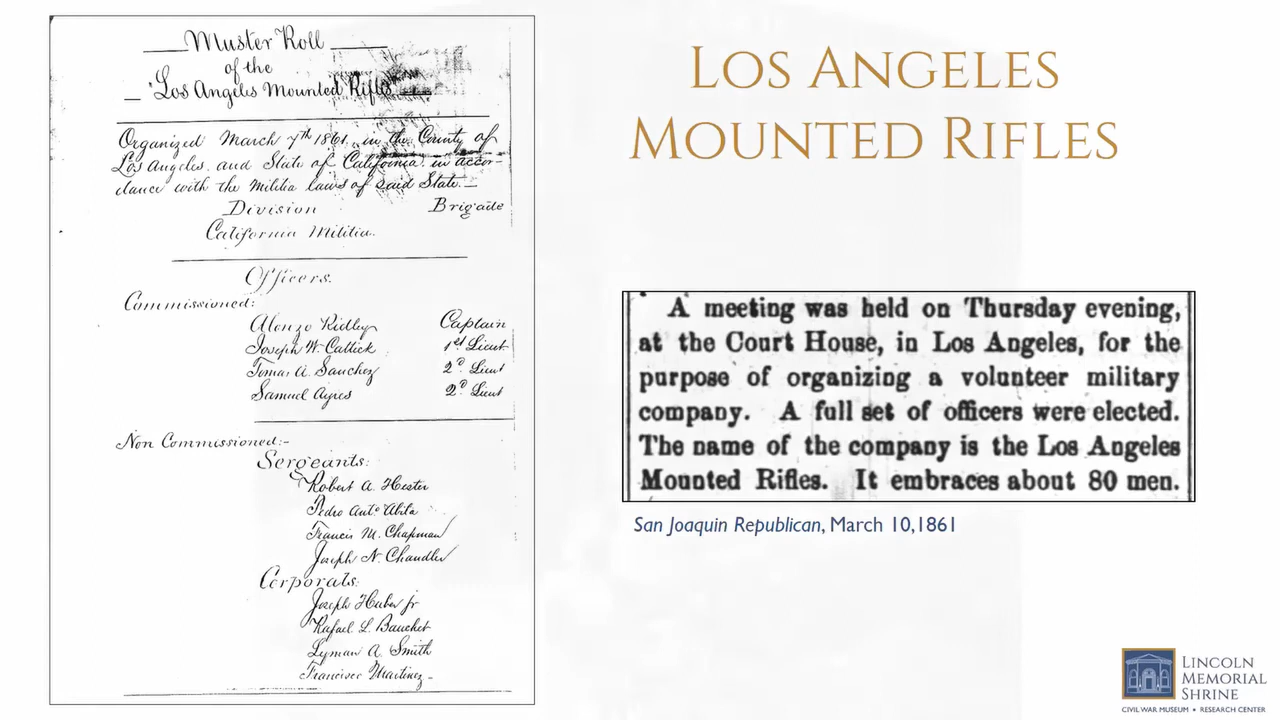 Muster Roll
of the
"Los Angeles Mounted Rifles
Organized March 7th 1861, in the County of
Los Angeles, and State of California, in accor-
dance with the Militia laws of said State.
Division Brigade
California Militia.
Officers.
Commissioned:
Alonzo Ridley Captain
Joseph W. Cattick 1st Lieut
Tomas A. Sanchez 2d Lieut
Samuel Ayres 2d Lieut
Non Commissioned:-
Sergeants:
Robert A. Hester
Pedro Anto
Francis M. Chapman
Joseph N. Chandler
Corporals:
Joseph Huber jr
Rafael L. Bauchet
Lyman A. Smith
Francisco Martinez
LOS ANGELES
MOUNTED RIFLES
A meeting was held on Thursday evening,
at the Court House, in Los Angeles, for the
purpose of organizing a volunteer military
company. A full set of officers were elected.
The name of the company is the Los Angeles
Mounted Rifles. It embraces about 80 men.
San Joaquin Republican, March 10,1861
LINCOLN
MEMORIAL
SHRINE
CIVIL WAR MUSEUM • RESEARCH CENTER